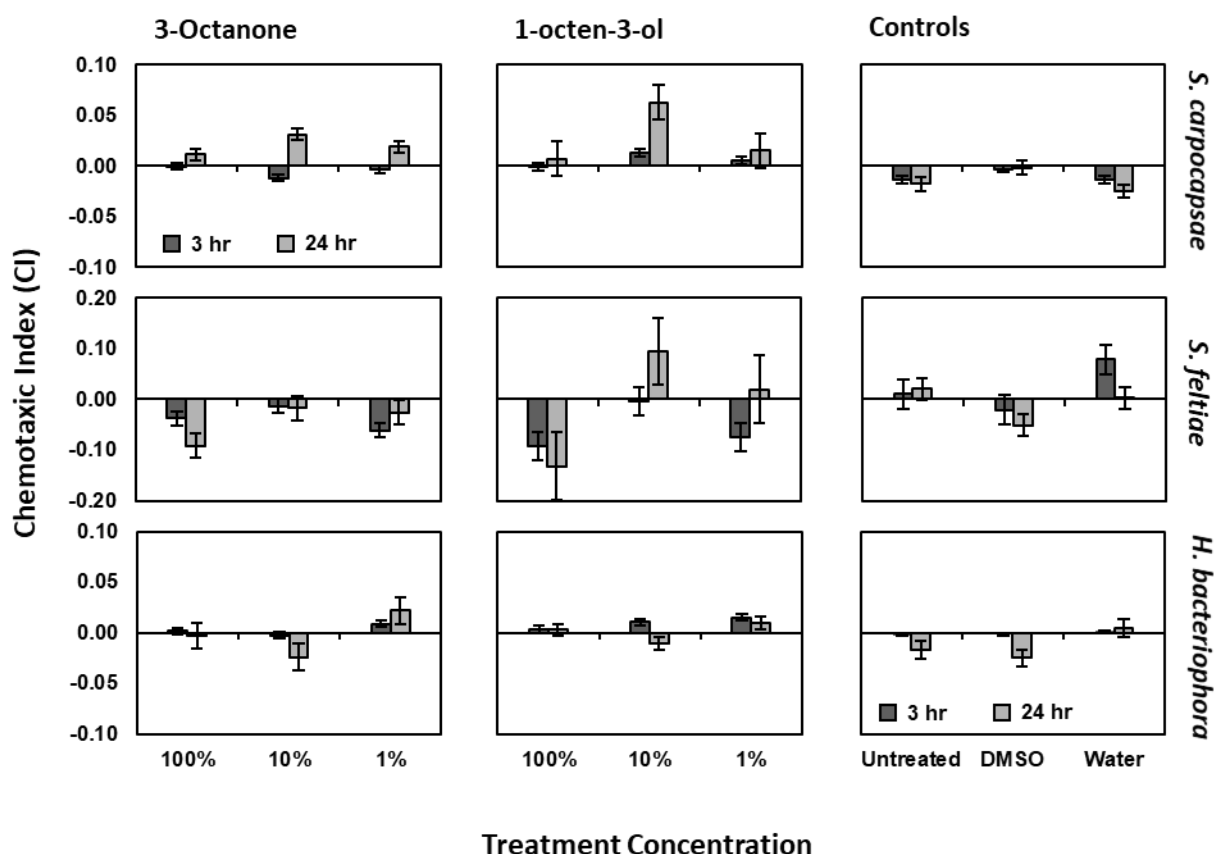 3-Octanone 1-octen-3-ol Controls
Chemotaxic Index (CI)
0.10
0.05
0.00
-0.05
-0.10
3 hr 24 hr
S. carpocapsae
0.20
0.10
0.00
-0.10
-0.20
S. feltiae
0.10
0.05
0.00
-0.05
-0.10
3 hr 24 hr
H. bacteriophora
100% 10% 1% 100% 10% 1% Untreated DMSO Water
Treatment Concentration